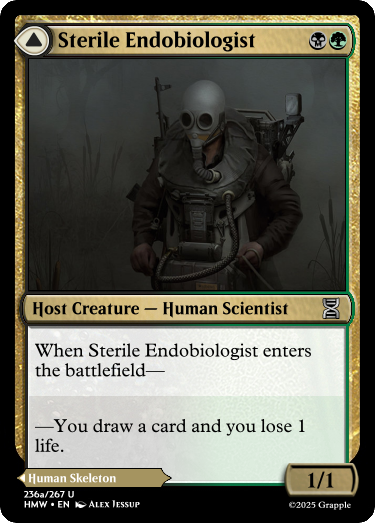 Sterile Endobiologist
Host Creature — Human Scientist
When Sterile Endobiologist enters
the battlefield—
—You draw a card and you lose 1
life.
Human Skeleton
1/1
236a/267 U
HMW • EN Alex Jessup
©2025 Grapple